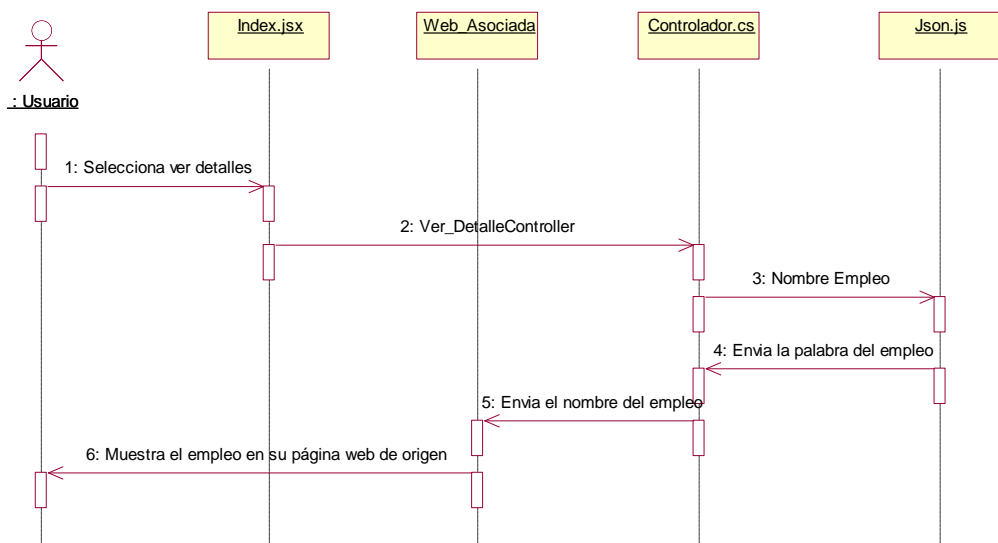 Index.jsx
Web_Asociada
Controlador.cs
Json.js
: Usuario
1: Selecciona ver detalles
2: Ver_DetalleController
3: Nombre Empleo
4: Envia la palabra del empleo
5: Envia el nombre del empleo
6: Muestra el empleo en su página web de origen